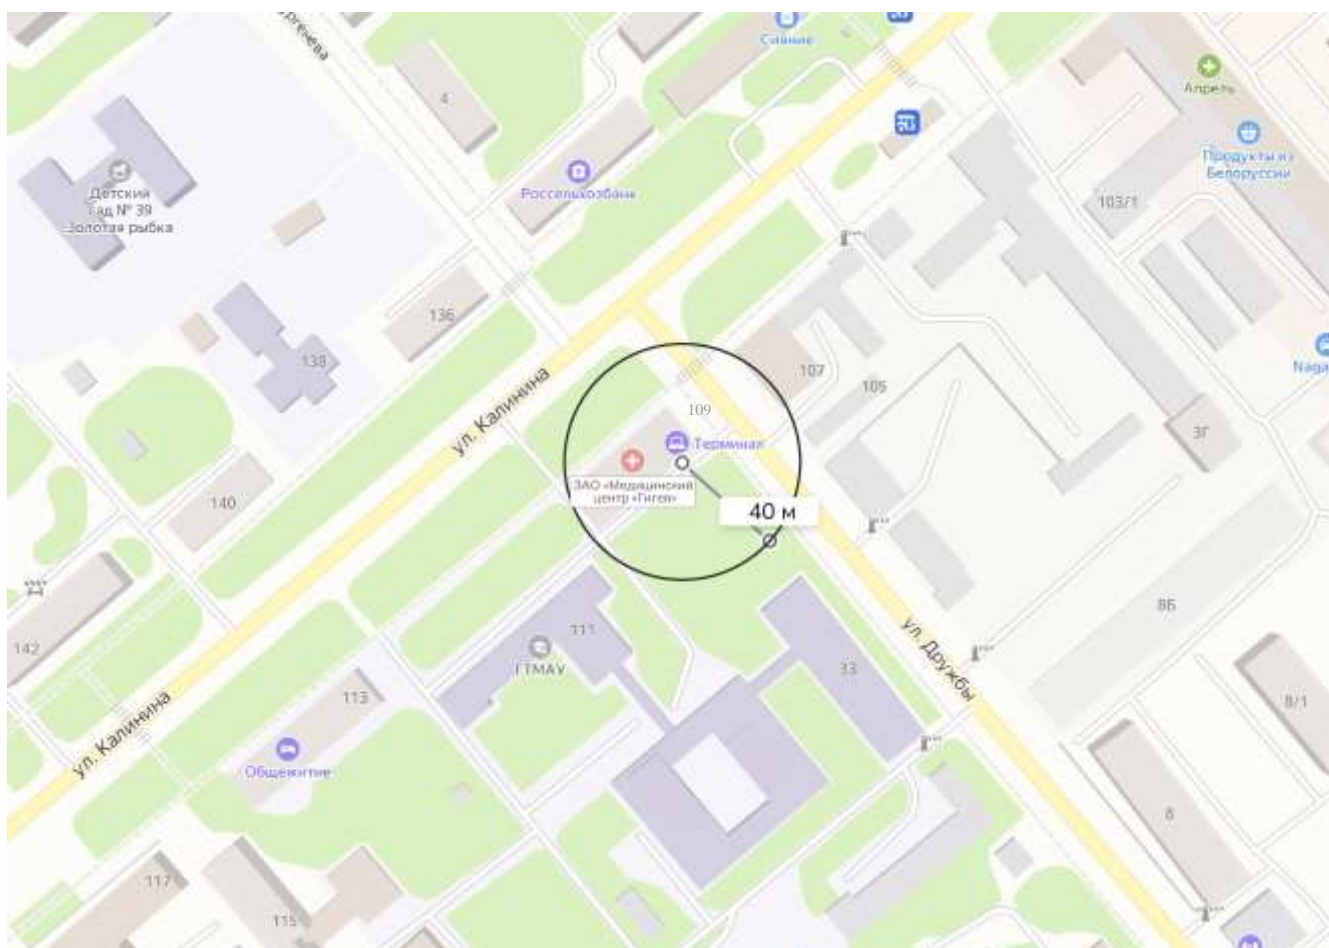 Сияние
4
Апрель
Россельхозбанк
Продукты из
Белоруссии
103/1
Детский
Сад № 39
Золотая рыбка
136
138
107
105
Naga
ул. Калинина
109
Терминал
ЗАО «Медицинский
центр «Гигея»
40 м
3Г
140
142
111
ГТМАУ
33
ул. Дружбы
8Б
8/1
113
Общежитие
ул. Калинина
8
117
115